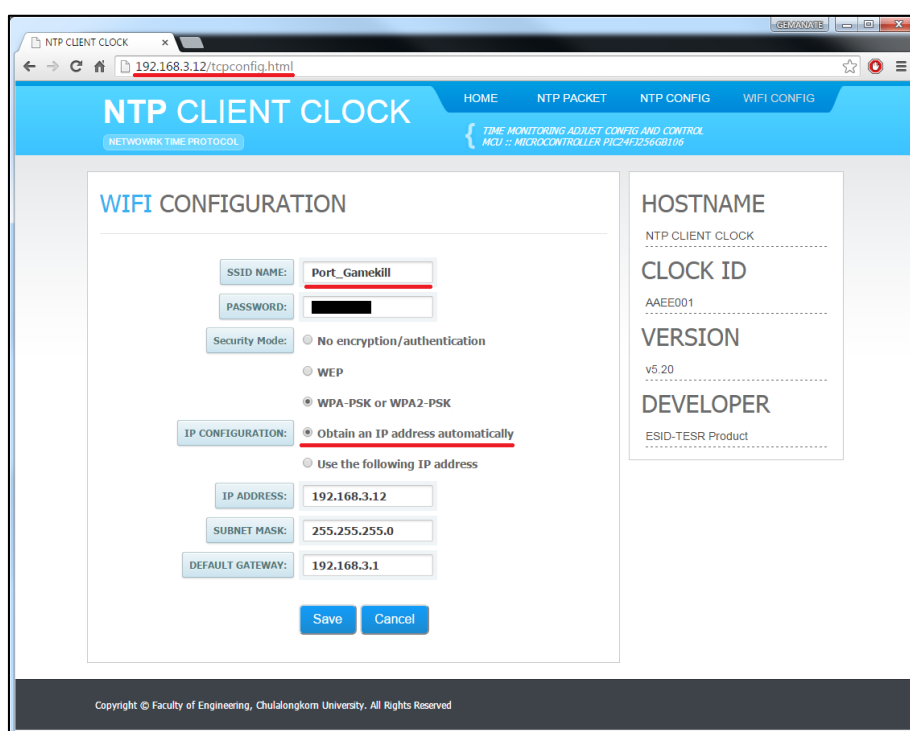 GEMANATE
NTP CLIENT CLOCK
192.168.3.12/tcpconfig.html
NTP CLIENT CLOCK
NETWOWRK TIME PROTOCOL
HOME NTP PACKET NTP CONFIG WIFI CONFIG
{ TIME MONITORING ADJUST CONFIG AND CONTROL
MCU :: MICROCONTROLLER PIC24FJ256GB106
WIFI CONFIGURATION
SSID NAME: Port_Gamekill
PASSWORD:
Security Mode: No encryption/authentication
WEP
WPA-PSK or WPA2-PSK
IP CONFIGURATION: Obtain an IP address automatically
Use the following IP address
IP ADDRESS: 192.168.3.12
SUBNET MASK: 255.255.255.0
DEFAULT GATEWAY: 192.168.3.1
Save Cancel
HOSTNAME
NTP CLIENT CLOCK
CLOCK ID
AAEE001
VERSION
v5.20
DEVELOPER
ESID-TESR Product
Copyright © Faculty of Engineering, Chulalongkorn University. All Rights Reserved